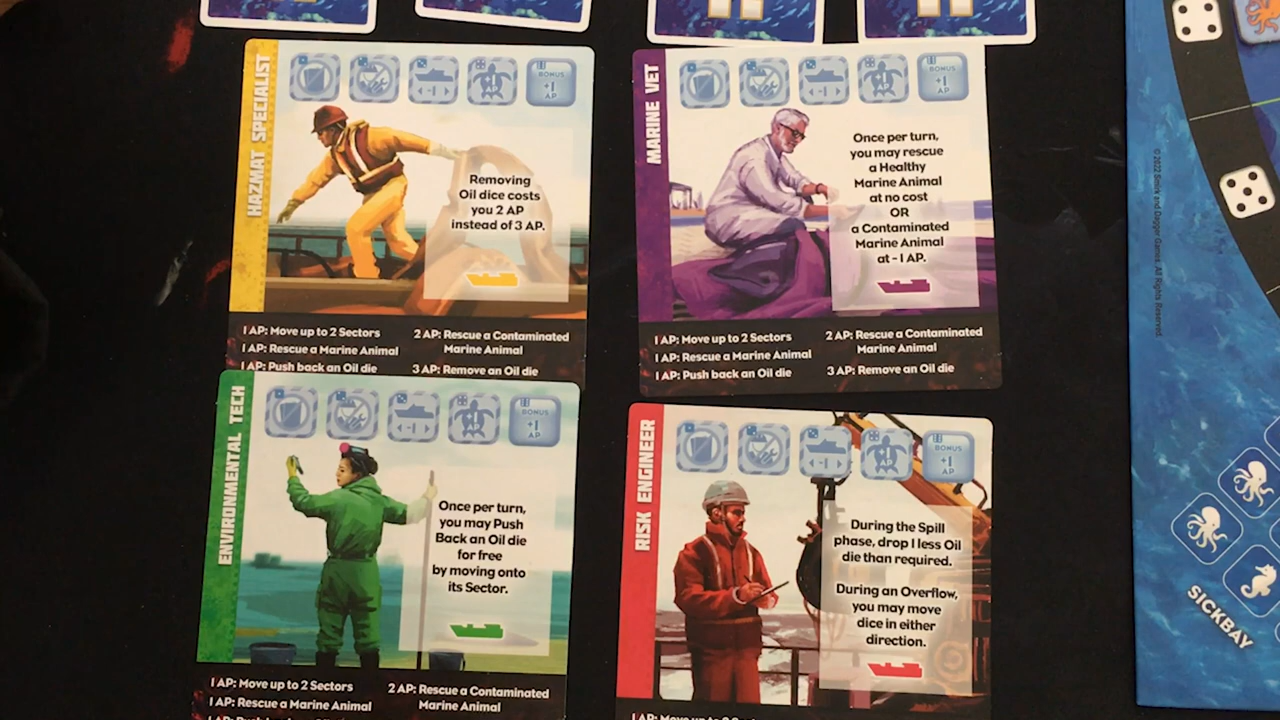 HAZMAT SPECIALIST
BONUS
+1
AP
Removing
Oil dice costs
you 2 AP
instead of 3 AP.
1 AP: Move up to 2 Sectors
1 AP: Rescue a Marine Animal
1 AP: Push back an Oil die
2 AP: Rescue a Contaminated
Marine Animal
3 AP: Remove an Oil die
MARINE VET
BONUS
+1
AP
Once per turn,
you may rescue
a Healthy
Marine Animal
at no cost
OR
a Contaminated
Marine Animal
at -1 AP.
1 AP: Move up to 2 Sectors
1 AP: Rescue a Marine Animal
1 AP: Push back an Oil die
2 AP: Rescue a Contaminated
Marine Animal
3 AP: Remove an Oil die
ENVIRONMENTAL TECH
BONUS
+1
AP
Once per turn,
you may Push
Back an Oil die
for free
by moving onto
its Sector.
1 AP: Move up to 2 Sectors
1 AP: Rescue a Marine Animal
2 AP: Rescue a Contaminated
Marine Animal
RISK ENGINEER
BONUS
+1
AP
During the Spill
phase, drop 1 less Oil
die than required.
During an Overflow,
you may move
dice in either
direction.
© 2022 Smirk and Dagger Games. All Rights Reserved
SICKBAY